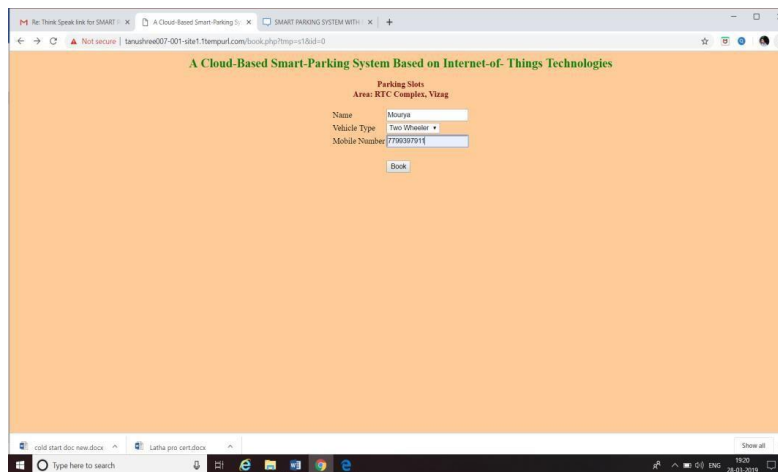 Re: Think Speak link for SMART
A Cloud-Based Smart-Parking Sy
SMART PARKING SYSTEM WITH
Not secure | tanushree007-001-site1.1tempurl.com/book.php?tmp=s1&id=0
A Cloud-Based Smart-Parking System Based on Internet-of- Things Technologies
Parking Slots
Area: RTC Complex, Vizag
Name Mourya
Vehicle Type Two Wheeler
Mobile Number 7799397911
Book
cold start doc new.docx
Latha pro cert.docx
Show all
Type here to search
ENG
19:20
28-03-2019